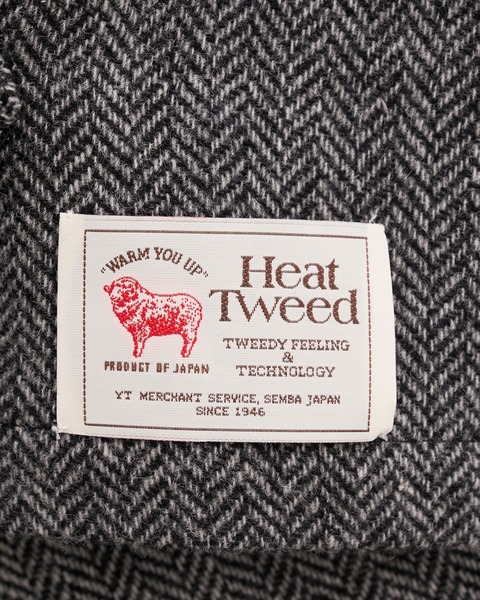 "WARM YOU UP"
PRODUCT OF JAPAN
Heat
Tweed
TWEEDY FEELING
&
TECHNOLOGY
YT MERCHANT SERVICE, SEMBA JAPAN
SINCE 1946